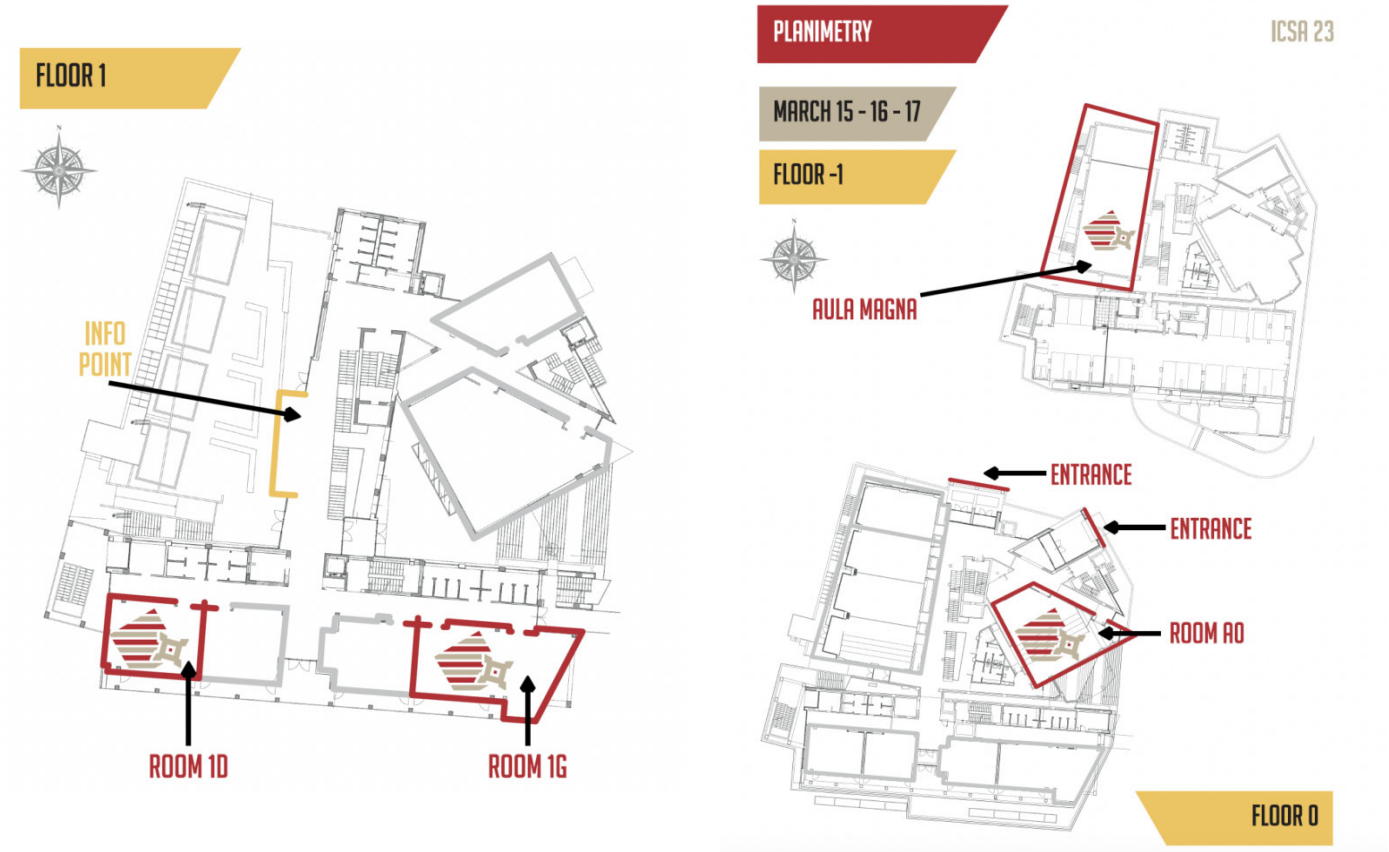 FLOOR 1
N
INFO
POINT
ROOM 1D
ROOM 1G
PLANIMETRY
ICSA 23
MARCH 15 - 16 - 17
FLOOR -1
N
AULA MAGNA
ENTRANCE
ENTRANCE
ROOM A0
FLOOR 0